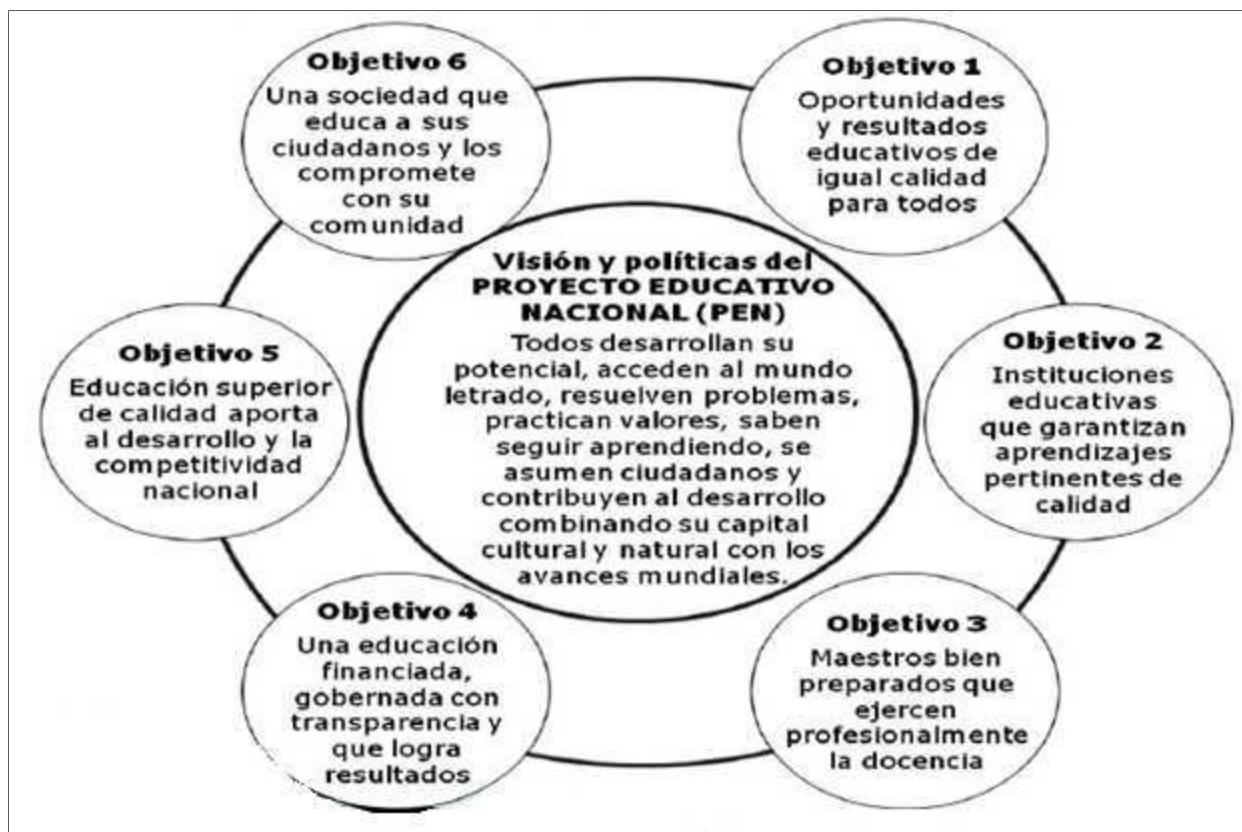 Objetivo 6
Una sociedad que
educa a sus
ciudadanos y los
compromete
con su
comunidad
Objetivo 1
Oportunidades
y resultados
educativos de
igual calidad
para todos
Visión y políticas del
PROYECTO EDUCATIVO
NACIONAL (PEN)
Todos desarrollan su
potencial, acceden al mundo
letrado, resuelven problemas,
practican valores, saben
seguir aprendiendo, se
asumen ciudadanos y
contribuyen al desarrollo
combinando su capital
cultural y natural con los
avances mundiales.
Objetivo 5
Educación superior
de calidad aporta
al desarrollo y la
competitividad
nacional
Objetivo 2
Instituciones
educativas
que garantizan
aprendizajes
pertinentes de
calidad
Objetivo 4
Una educación
financiada,
gobernada con
transparencia y
que logra
resultados
Objetivo 3
Maestros bien
preparados que
ejercen
profesionalmente
la docencia